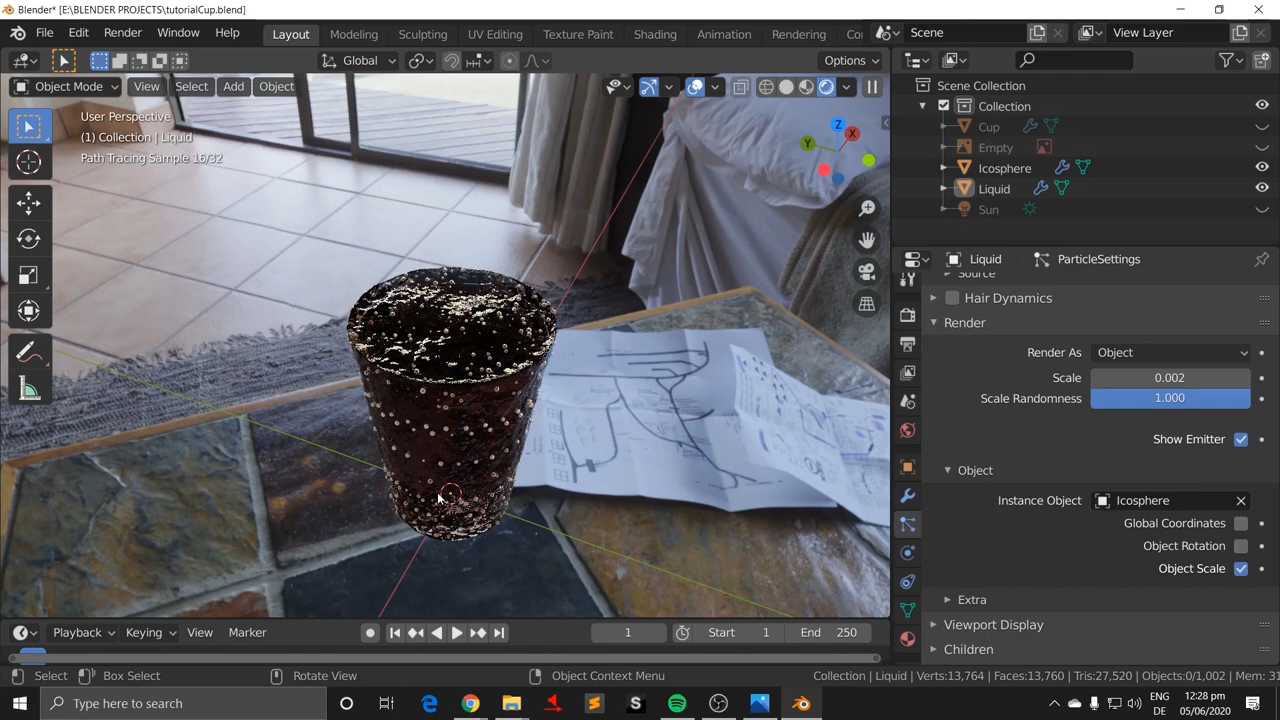 Blender* [E:\BLENDER PROJECTS\tutorialCup.blend]
File Edit Render Window Help Layout Modeling Sculpting UV Editing Texture Paint Shading Animation Rendering Co Scene View Layer
Global Options
Object Mode View Select Add Object
User Perspective
(1) Collection | Liquid
Path Tracing Sample 16/32
Z
X
Y
Scene Collection
Collection
Cup
Empty
Icosphere
Liquid
Sun
Liquid ParticleSettings
Source
Hair Dynamics
Render
Render As Object
Scale 0.002
Scale Randomness 1.000
Show Emitter
Object
Instance Object Icosphere
Global Coordinates
Object Rotation
Object Scale
Extra
Viewport Display
Children
Playback Keying View Marker 1 Start 1 End 250
Select Box Select Rotate View Object Context Menu Collection | Liquid | Verts:13,764 | Faces:13,760 | Tris:27,520 | Objects:0/1,002 | Mem: 31
Type here to search
ENG 12:28 pm
DE 05/06/2020